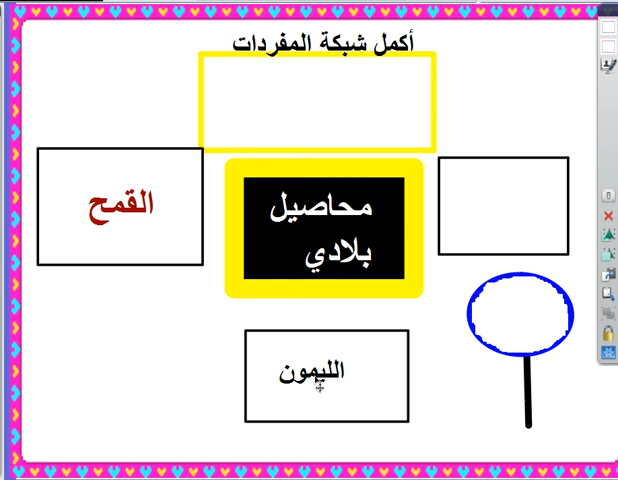 أكمل شبكة المفردات
القمح
محاصيل
بلادي
الليمون